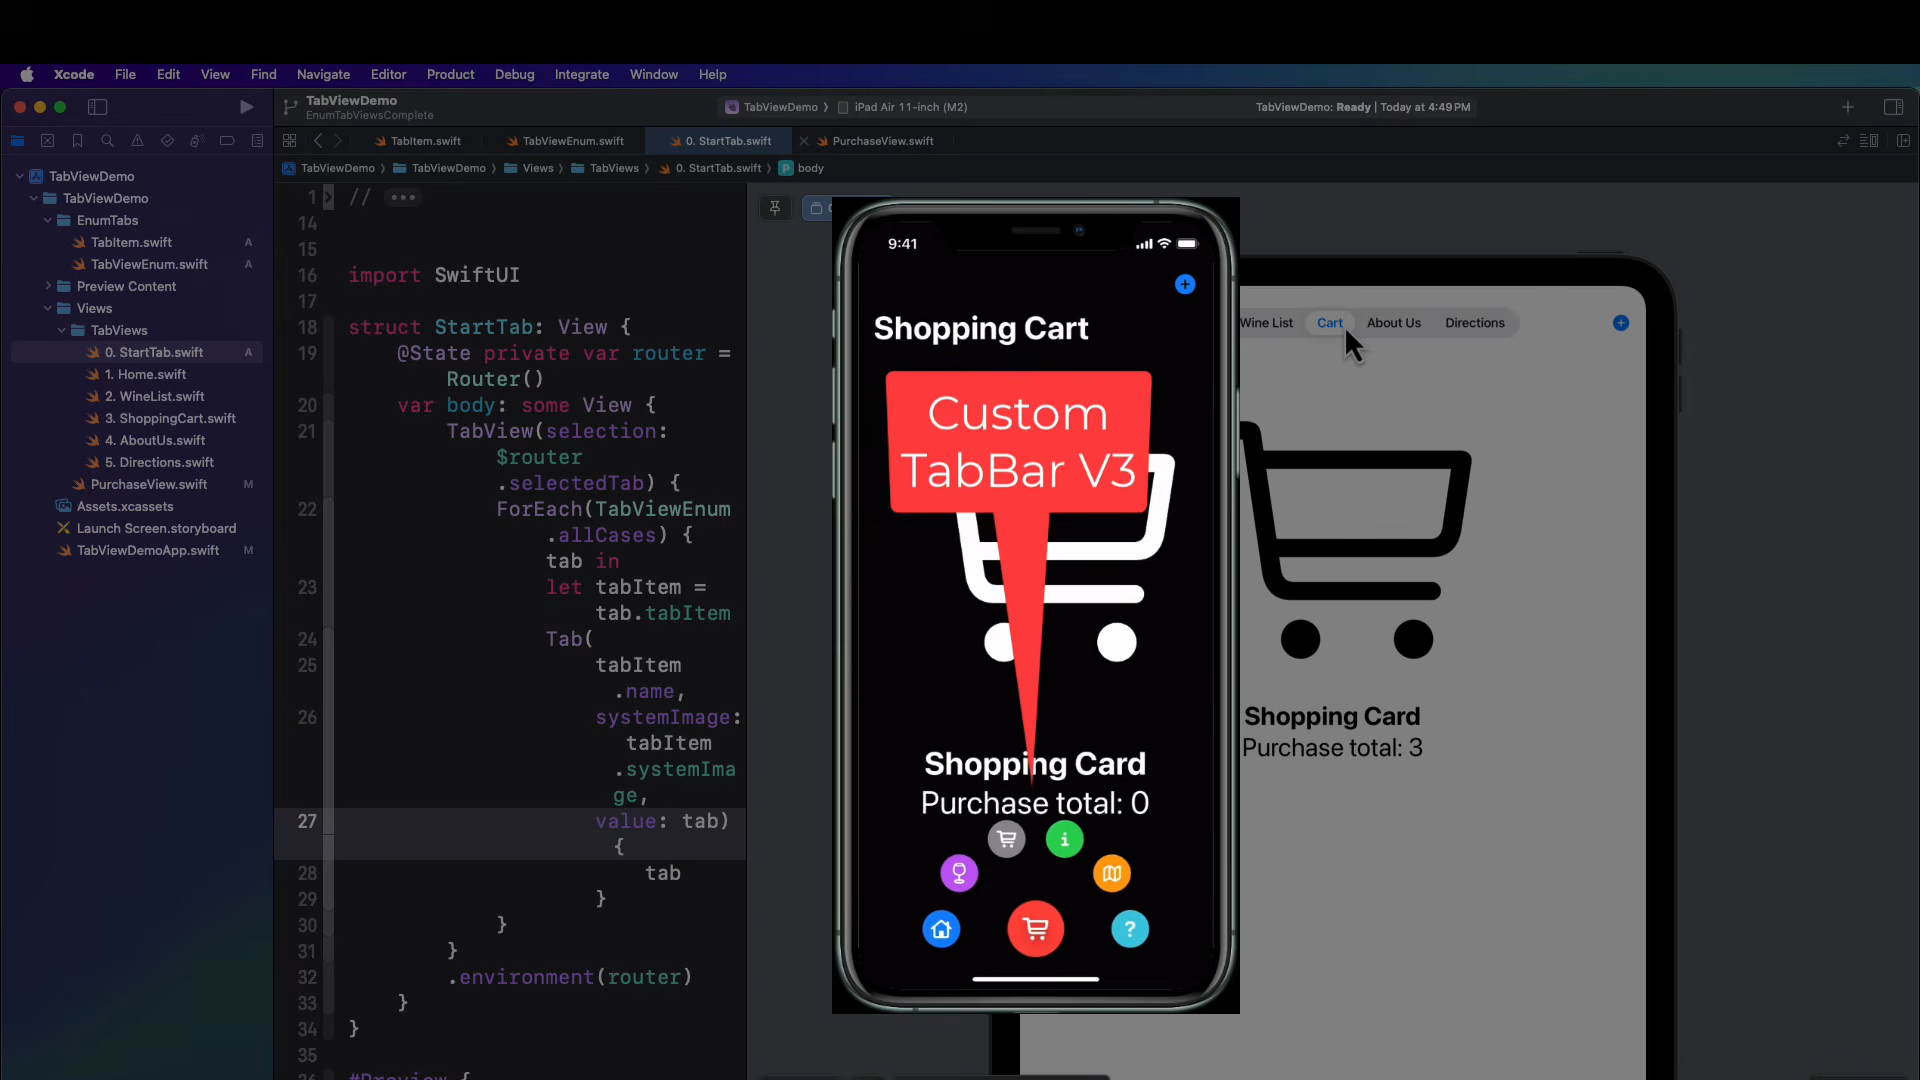 Xcode File Edit View Find Navigate Editor Product Debug Integrate Window Help
TabViewDemo
EnumTabViewsComplete
TabViewDemo 〉 iPad Air 11-inch (M2)
TabViewDemo: Ready | Today at 4:49 PM
TabItem.swift TabViewEnum.swift 0. StartTab.swift PurchaseView.swift
TabViewDemo 〉 TabViewDemo 〉 Views 〉 TabViews 〉 0. StartTab.swift 〉 P body
TabViewDemo
TabViewDemo
EnumTabs
TabItem.swift A
TabViewEnum.swift A
Preview Content
Views
TabViews
0. StartTab.swift A
1. Home.swift
2. WineList.swift
3. ShoppingCart.swift
4. AboutUs.swift
5. Directions.swift
PurchaseView.swift M
Assets.xcassets
Launch Screen.storyboard
TabViewDemoApp.swift M
1 // •••
14
15
16 import SwiftUI
17
18 struct StartTab: View {
19 @State private var router =
Router()
20 var body: some View {
21 TabView(selection:
$router
.selectedTab) {
22 ForEach(TabViewEnum
.allCases) {
tab in
23 let tabItem =
tab.tabItem
24 Tab(
25 tabItem
.name,
26 systemImage:
tabItem
.systemIma
ge,
27 value: tab)
{
28 tab
29 }
30 }
31 }
32 .environment(router)
33 }
34 }
35
#Preview {
9:41
Shopping Cart
Custom
TabBar V3
Shopping Card
Purchase total: 0
i
?
Wine List Cart About Us Directions
Shopping Card
Purchase total: 3